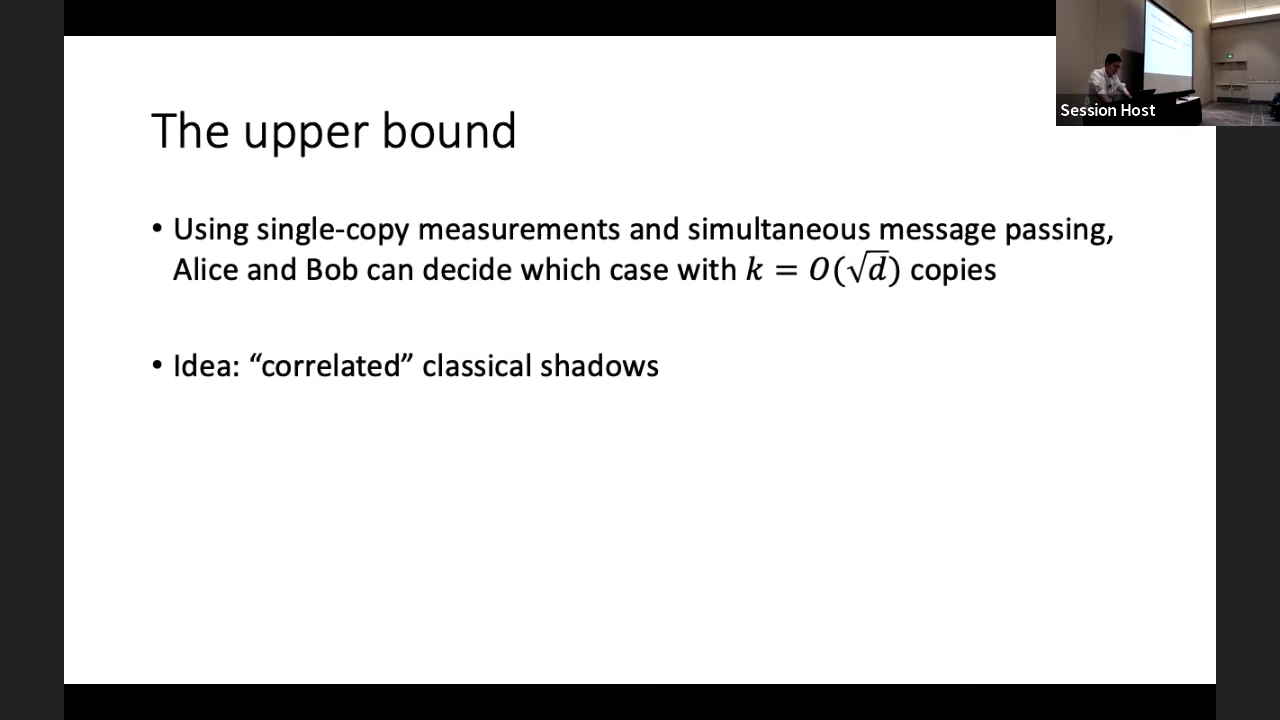 Session Host
The upper bound
• Using single-copy measurements and simultaneous message passing,
Alice and Bob can decide which case with k = O(√d) copies
• Idea: “correlated” classical shadows